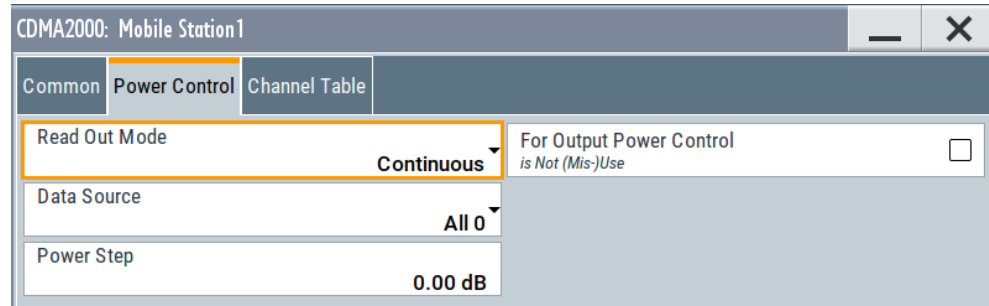 CDMA2000: Mobile Station1
Common Power Control Channel Table
Read Out Mode
Continuous
For Output Power Control
is Not (Mis-)Use
Data Source
All 0
Power Step
0.00 dB